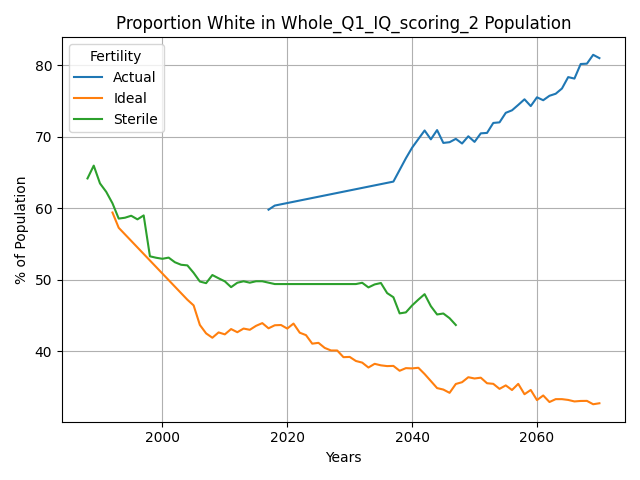 Proportion White in Whole_Q1_IQ_scoring_2 Population
Fertility
Actual
Ideal
Sterile
% of Population
80
70
60
50
40
2000
2020
2040
2060
Years